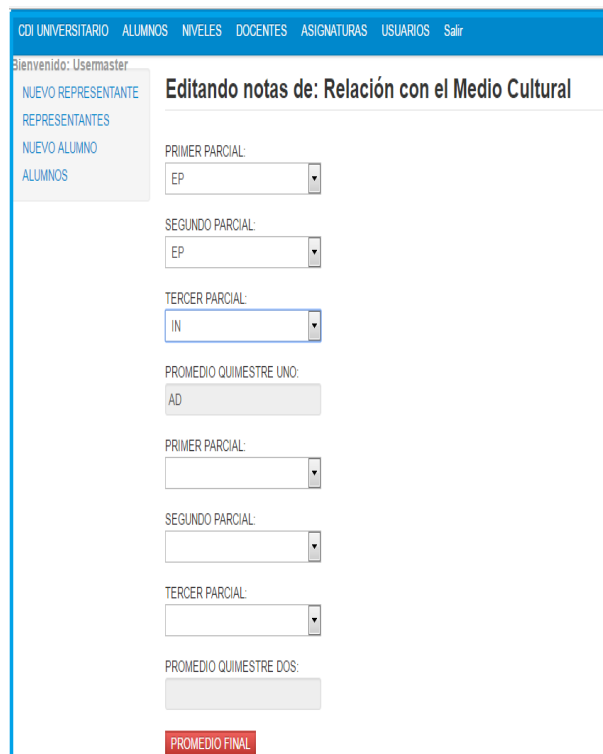 CDI UNIVERSITARIO ALUMNOS NIVELES DOCENTES ASIGNATURAS USUARIOS Salir
Bienvenido: Usermaster
NUEVO REPRESENTANTE
REPRESENTANTES
NUEVO ALUMNO
ALUMNOS
Editando notas de: Relación con el Medio Cultural
PRIMER PARCIAL:
EP
SEGUNDO PARCIAL:
EP
TERCER PARCIAL:
IN
PROMEDIO QUIMESTRE UNO:
AD
PRIMER PARCIAL:
SEGUNDO PARCIAL:
TERCER PARCIAL:
PROMEDIO QUIMESTRE DOS:
PROMEDIO FINAL